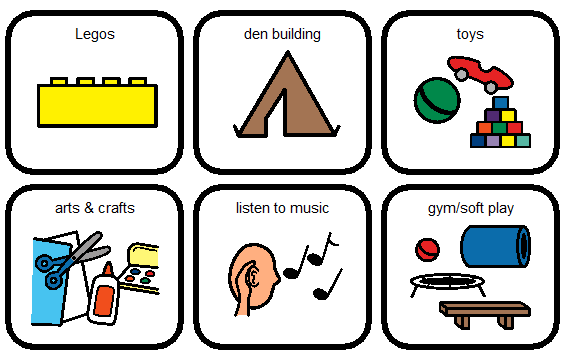 Legos
den building
toys
arts & crafts
listen to music
gym/soft play